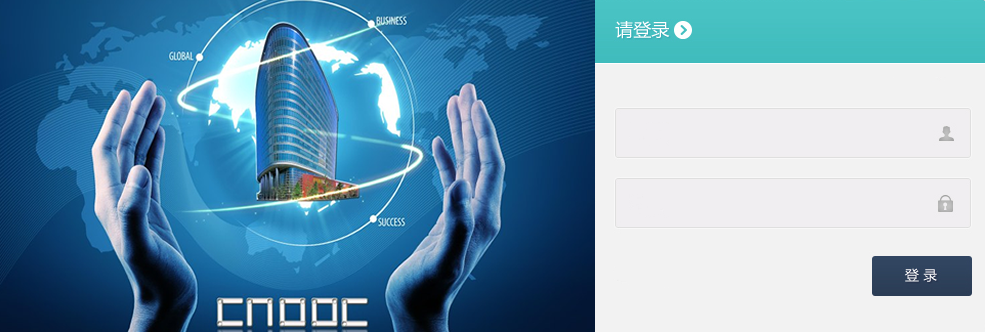 BUSINESS
GLOBAL
SUCCESS
CNOOC
请登录
登 录